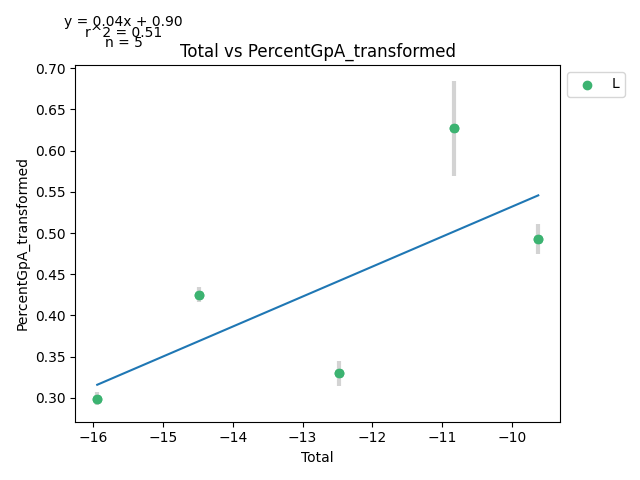 y = 0.04x + 0.90
r^2 = 0.51
n = 5
Total vs PercentGpA_transformed
L
PercentGpA_transformed
0.70
0.65
0.60
0.55
0.50
0.45
0.40
0.35
0.30
−16
−15
−14
−13
−12
−11
−10
Total